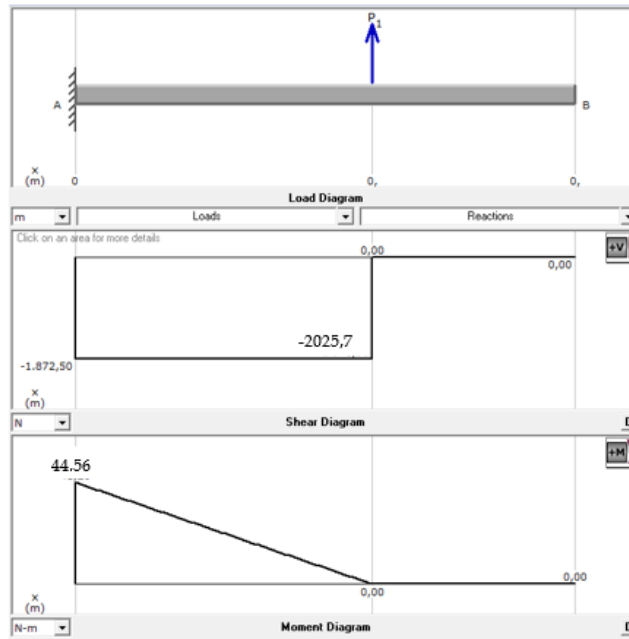 P1
A
B
x
(m)
0
0,
0,
Load Diagram
m
Loads
Reactions
Click on an area for more details
0,00
0,00
+V
-2025,7
-1.872,50
x
(m)
N
Shear Diagram
+M
44.56
x
(m)
0,00
0,00
N-m
Moment Diagram